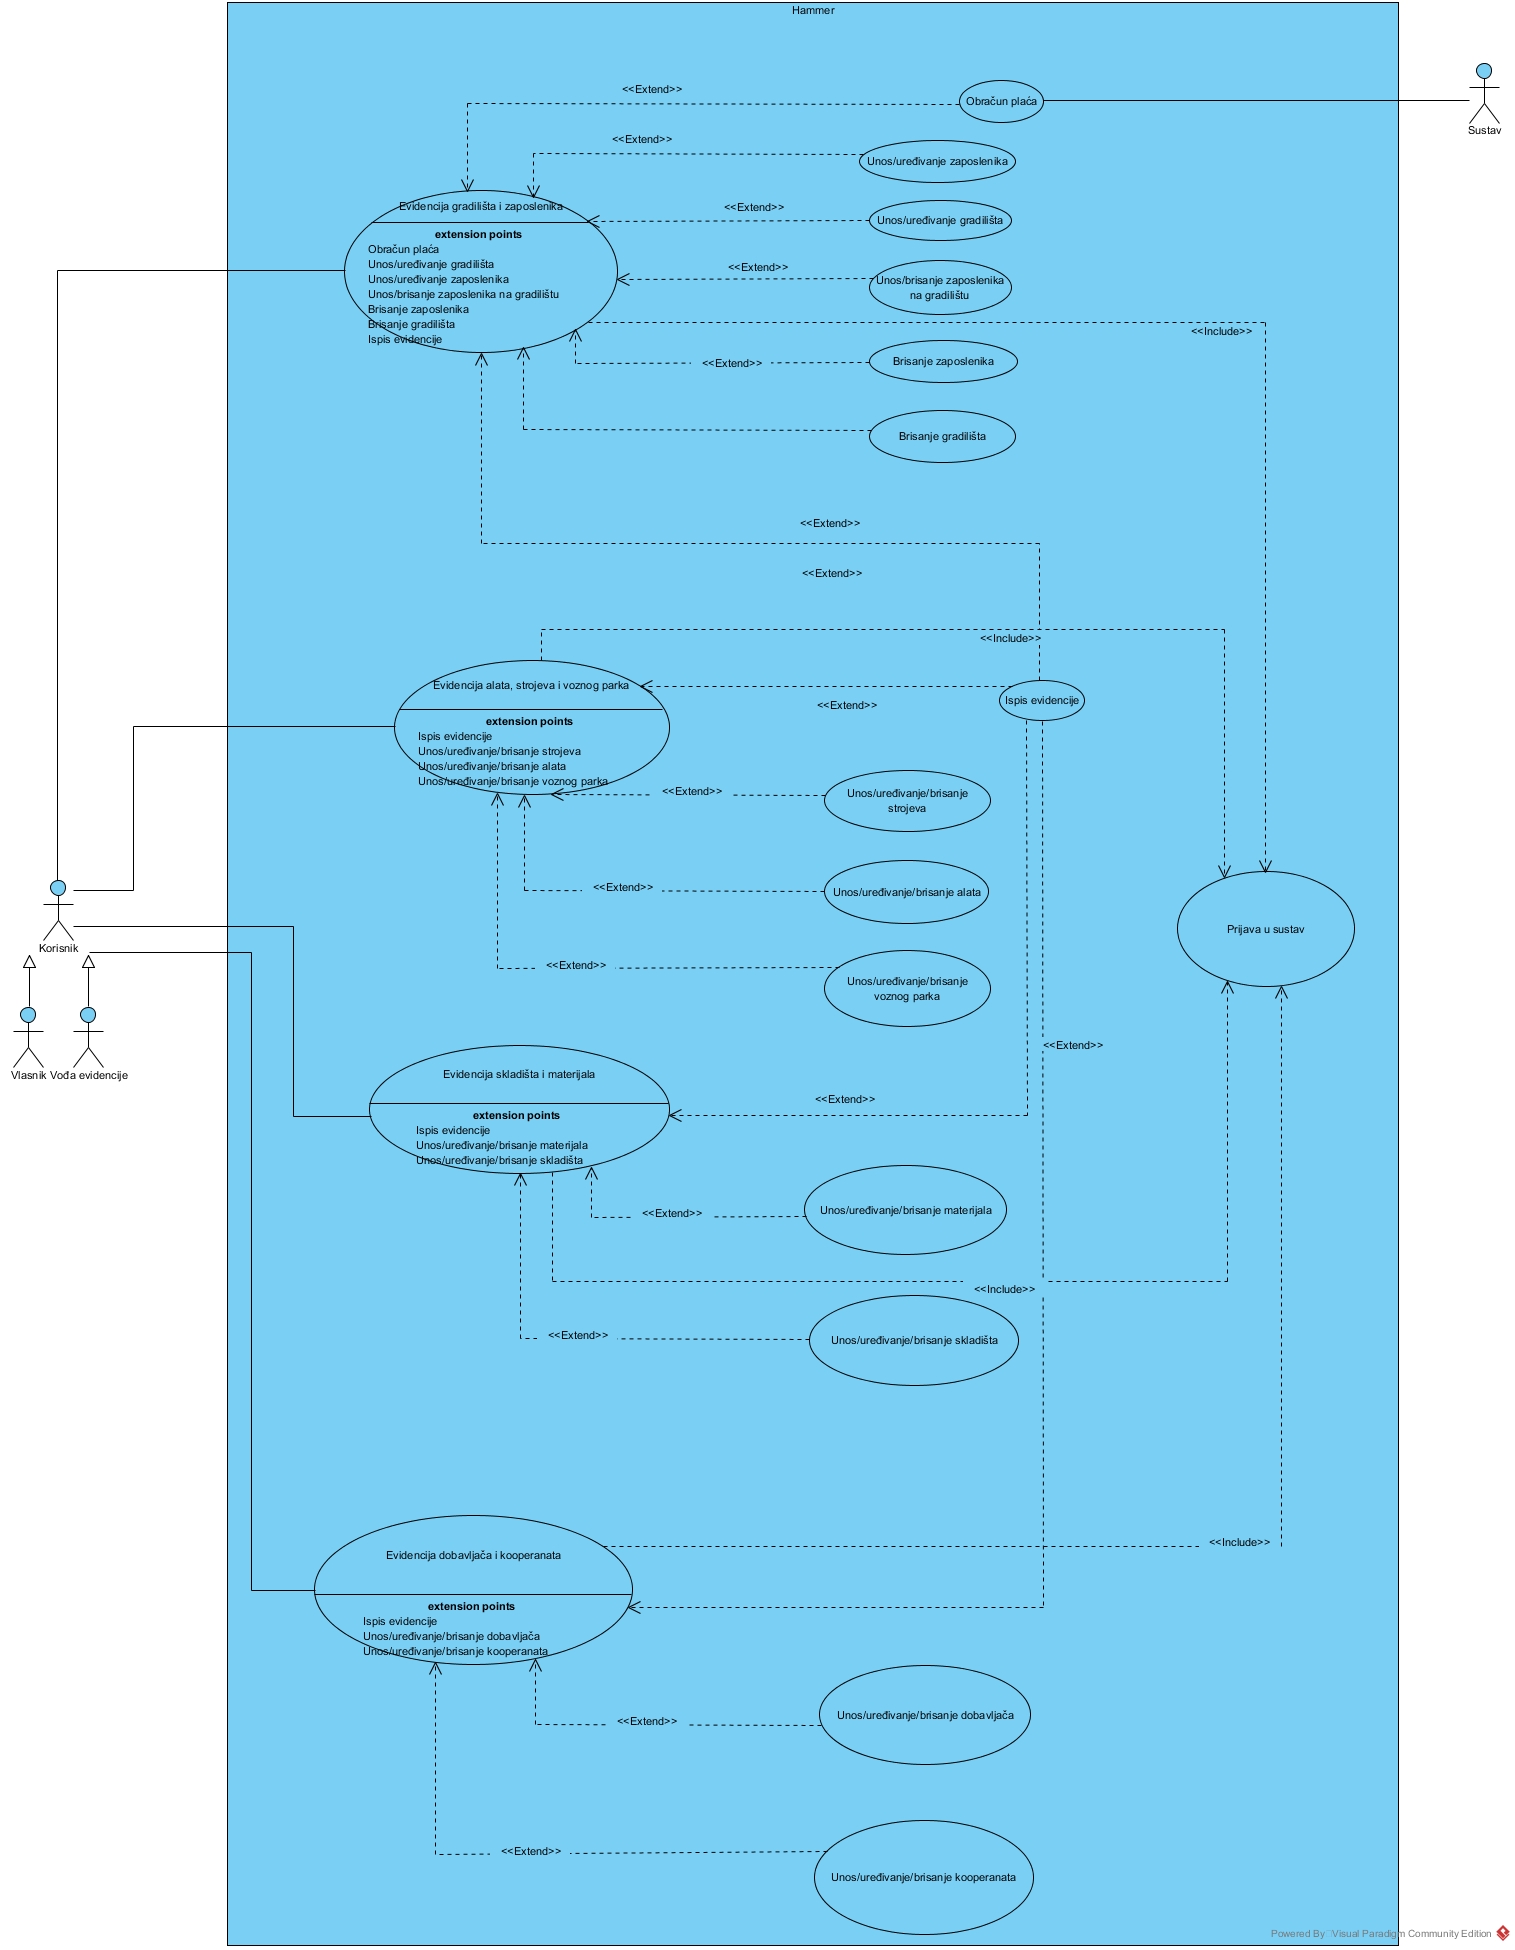 Hammer
<<Extend>>
Obračun plaća
Sustav
<<Extend>>
Unos/uređivanje zaposlenika
Evidencija gradilišta i zaposlenika
<<Extend>>
Unos/uređivanje gradilišta
extension points
Obračun plaća
Unos/uređivanje gradilišta
Unos/uređivanje zaposlenika
Unos/brisanje zaposlenika na gradilištu
Brisanje zaposlenika
Brisanje gradilišta
Ispis evidencije
<<Extend>>
Unos/brisanje zaposlenika
na gradilištu
<<Include>>
<<Extend>>
Brisanje zaposlenika
Brisanje gradilišta
<<Extend>>
<<Extend>>
<<Include>>
Evidencija alata, strojeva i voznog parka
extension points
Ispis evidencije
Unos/uređivanje/brisanje strojeva
Unos/uređivanje/brisanje alata
Unos/uređivanje/brisanje voznog parka
Ispis evidencije
<<Extend>>
<<Extend>>
Unos/uređivanje/brisanje
strojeva
<<Extend>>
Unos/uređivanje/brisanje alata
Prijava u sustav
Korisnik
<<Extend>>
Unos/uređivanje/brisanje
voznog parka
Vlasnik
Vođa evidencije
<<Extend>>
Evidencija skladišta i materijala
extension points
Ispis evidencije
Unos/uređivanje/brisanje materijala
Unos/uređivanje/brisanje skladišta
<<Extend>>
<<Extend>>
Unos/uređivanje/brisanje materijala
<<Include>>
<<Extend>>
Unos/uređivanje/brisanje skladišta
<<Include>>
Evidencija dobavljača i kooperanata
extension points
Ispis evidencije
Unos/uređivanje/brisanje dobavljača
Unos/uređivanje/brisanje kooperanata
<<Extend>>
Unos/uređivanje/brisanje dobavljača
<<Extend>>
Unos/uređivanje/brisanje kooperanata
Powered By Visual Paradigm Community Edition